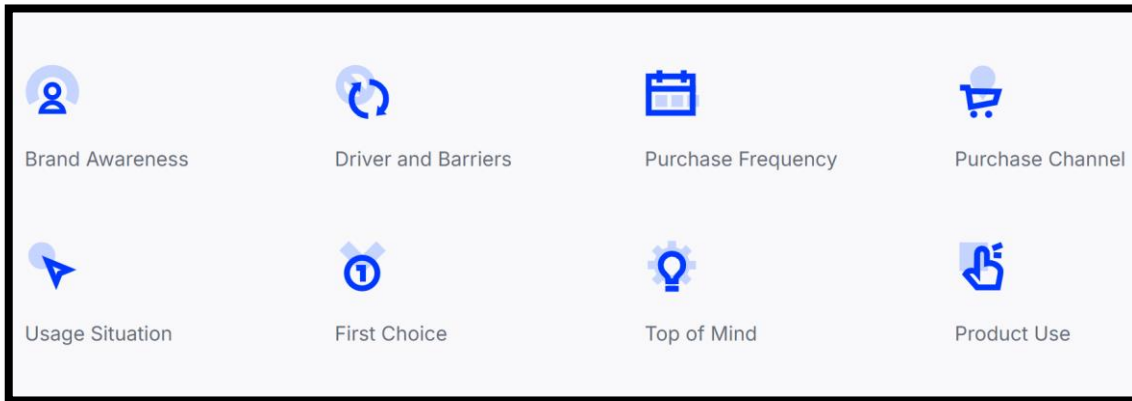 Brand Awareness
Driver and Barriers
Purchase Frequency
Purchase Channel
Usage Situation
First Choice
Top of Mind
Product Use